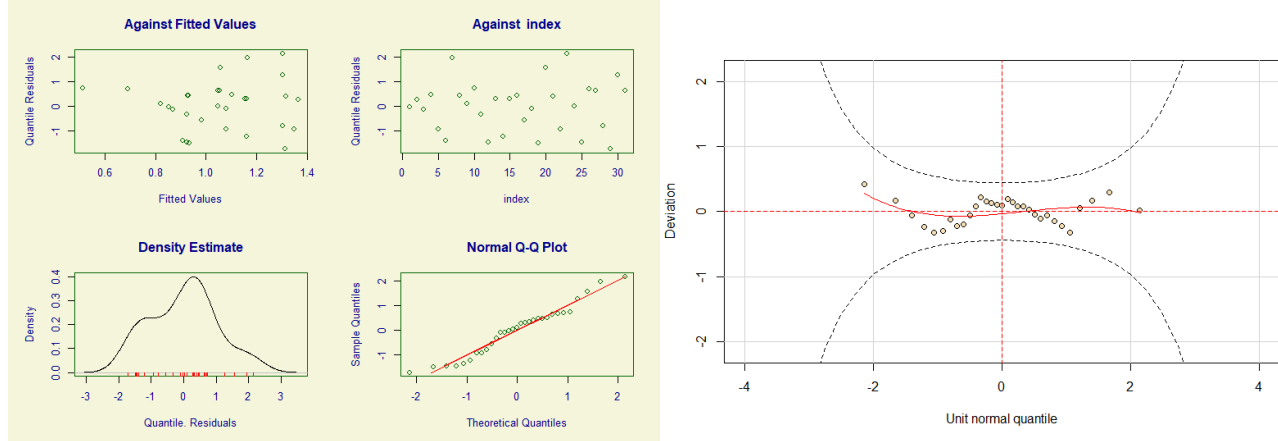 Against Fitted Values
Quantile Residuals
2
1
0
-1
0.6 0.8 1.0 1.2 1.4
Fitted Values
Against index
Quantile Residuals
2
1
0
-1
0 5 10 15 20 25 30
index
Density Estimate
Density
0.4
0.3
0.2
0.1
0.0
-3 -2 -1 0 1 2 3
Quantile. Residuals
Normal Q-Q Plot
Sample Quantiles
2
1
0
-1
-2 -1 0 1 2
Theoretical Quantiles
Deviation
2
1
0
-1
-2
-4 -2 0 2 4
Unit normal quantile